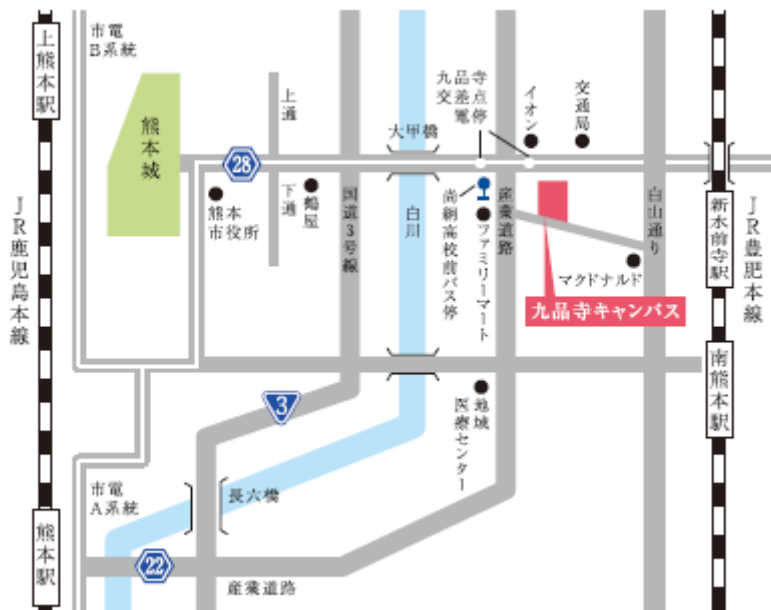 上熊本駅
市電
B系統
熊本城
JR鹿児島本線
28
上通
下通
熊本
市役所
鶴屋
国道3号線
大甲橋
白川
九品寺
交差点
電停
イオン
交通局
尚絅高校前バス停
ファミリーマート
産業道路
白山通り
マクドナルド
九品寺キャンパス
新水前寺駅
JR豊肥本線
南熊本駅
3
地域
医療センター
市電
A系統
長六橋
熊本駅
22
産業道路